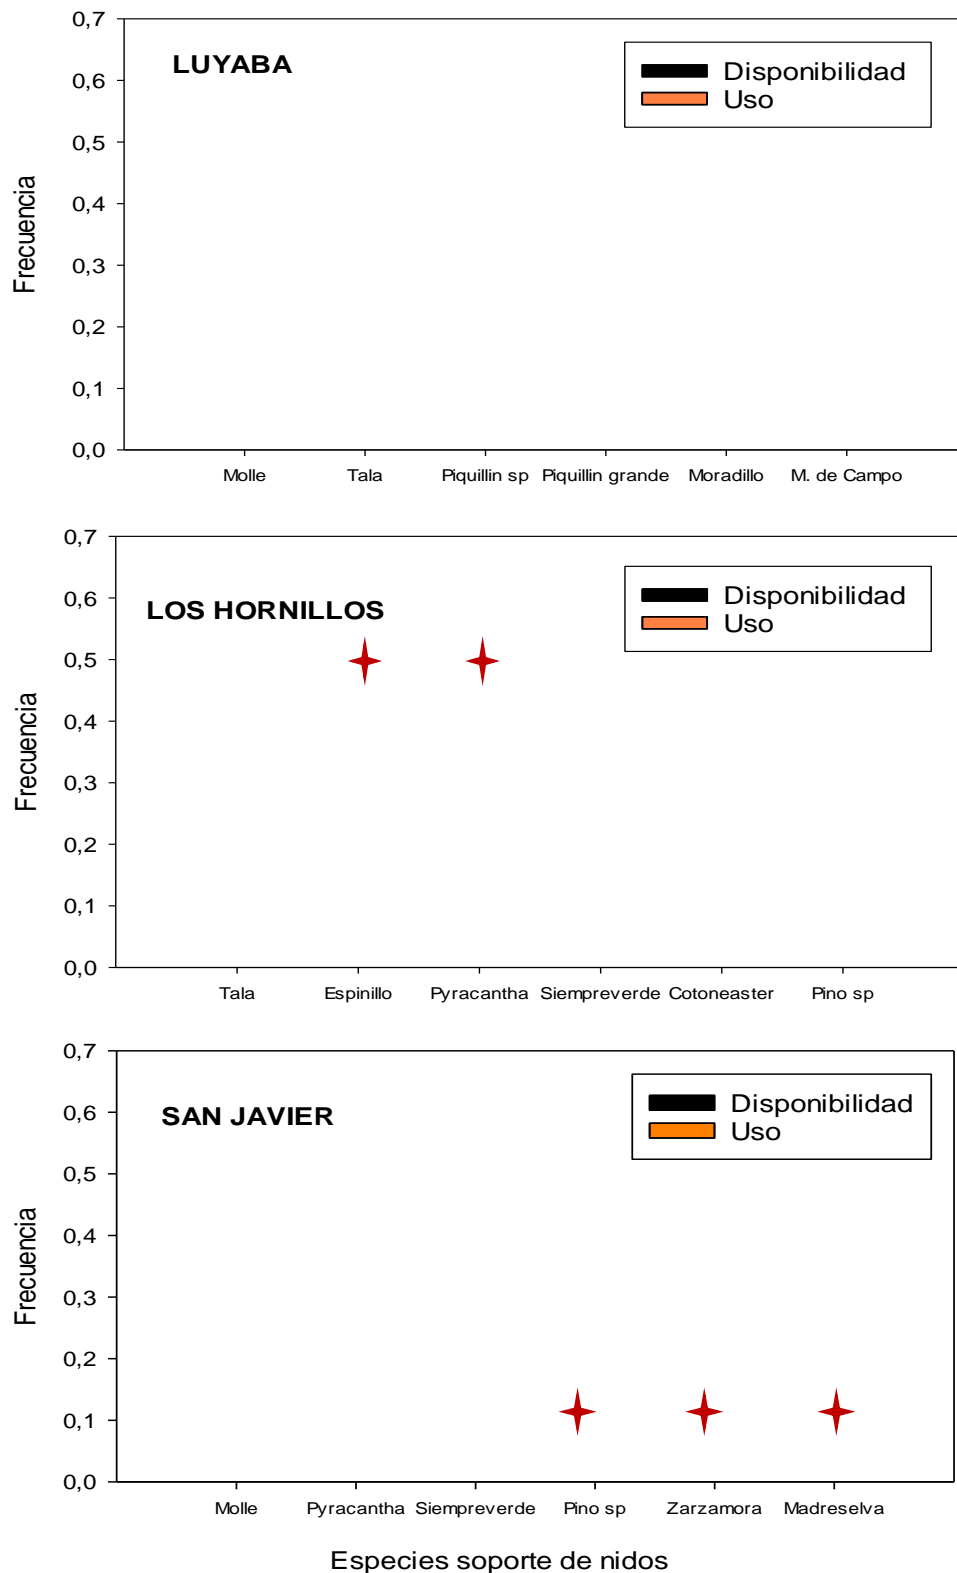 LUYABA
Disponibilidad
Uso
Frecuencia
0,7
0,6
0,5
0,4
0,3
0,2
0,1
0,0
Molle Tala Piquillin sp Piquillin grande Moradillo M. de Campo
LOS HORNILLOS
Disponibilidad
Uso
Frecuencia
0,7
0,6
0,5
0,4
0,3
0,2
0,1
0,0
Tala Espinillo Pyracantha Siempreverde Cotoneaster Pino sp
SAN JAVIER
Disponibilidad
Uso
Frecuencia
0,7
0,6
0,5
0,4
0,3
0,2
0,1
0,0
Molle Pyracantha Siempreverde Pino sp Zarzamora Madreselva
Especies soporte de nidos